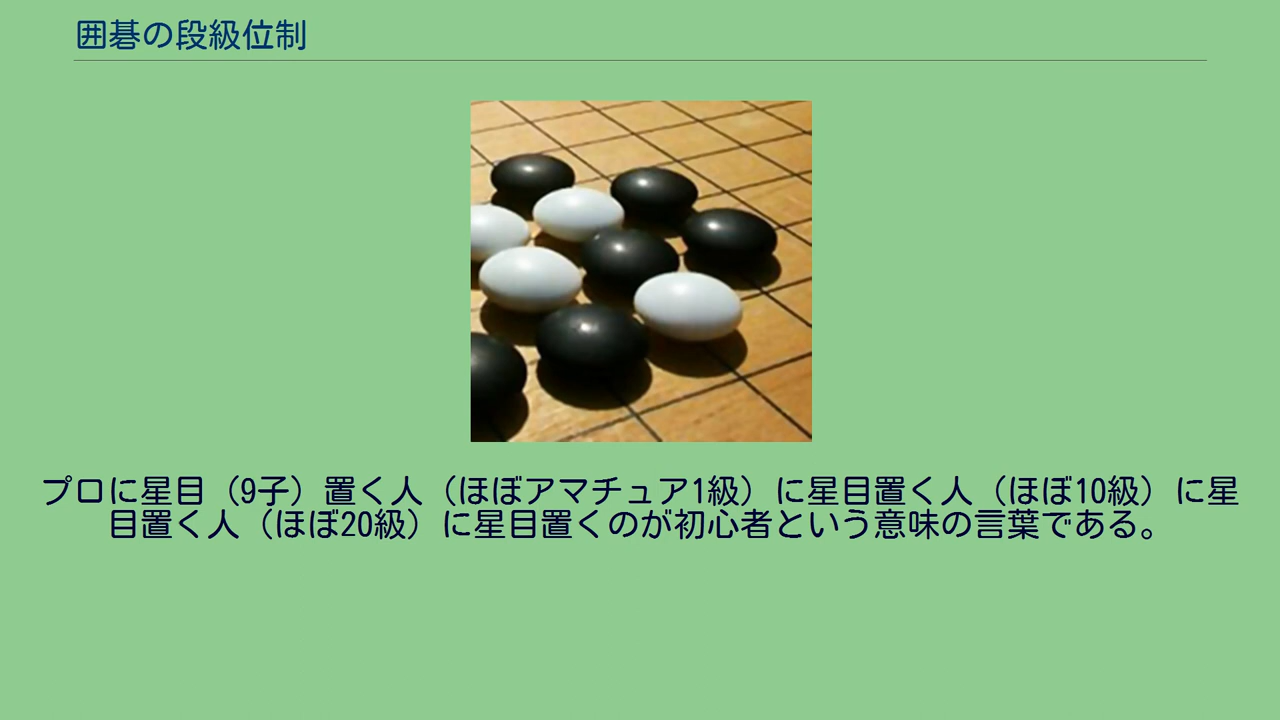 囲碁の段級位制
プロに星目（9子）置く人（ほぼアマチュア1級）に星目置く人（ほぼ10級）に星
目置く人（ほぼ20級）に星目置くのが初心者という意味の言葉である。